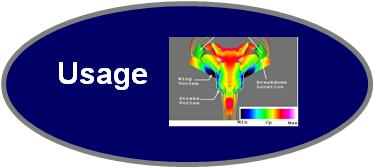 Usage
Wing
Vortex
Breakdown
Location
Strake
Vortex
Min Cp Max